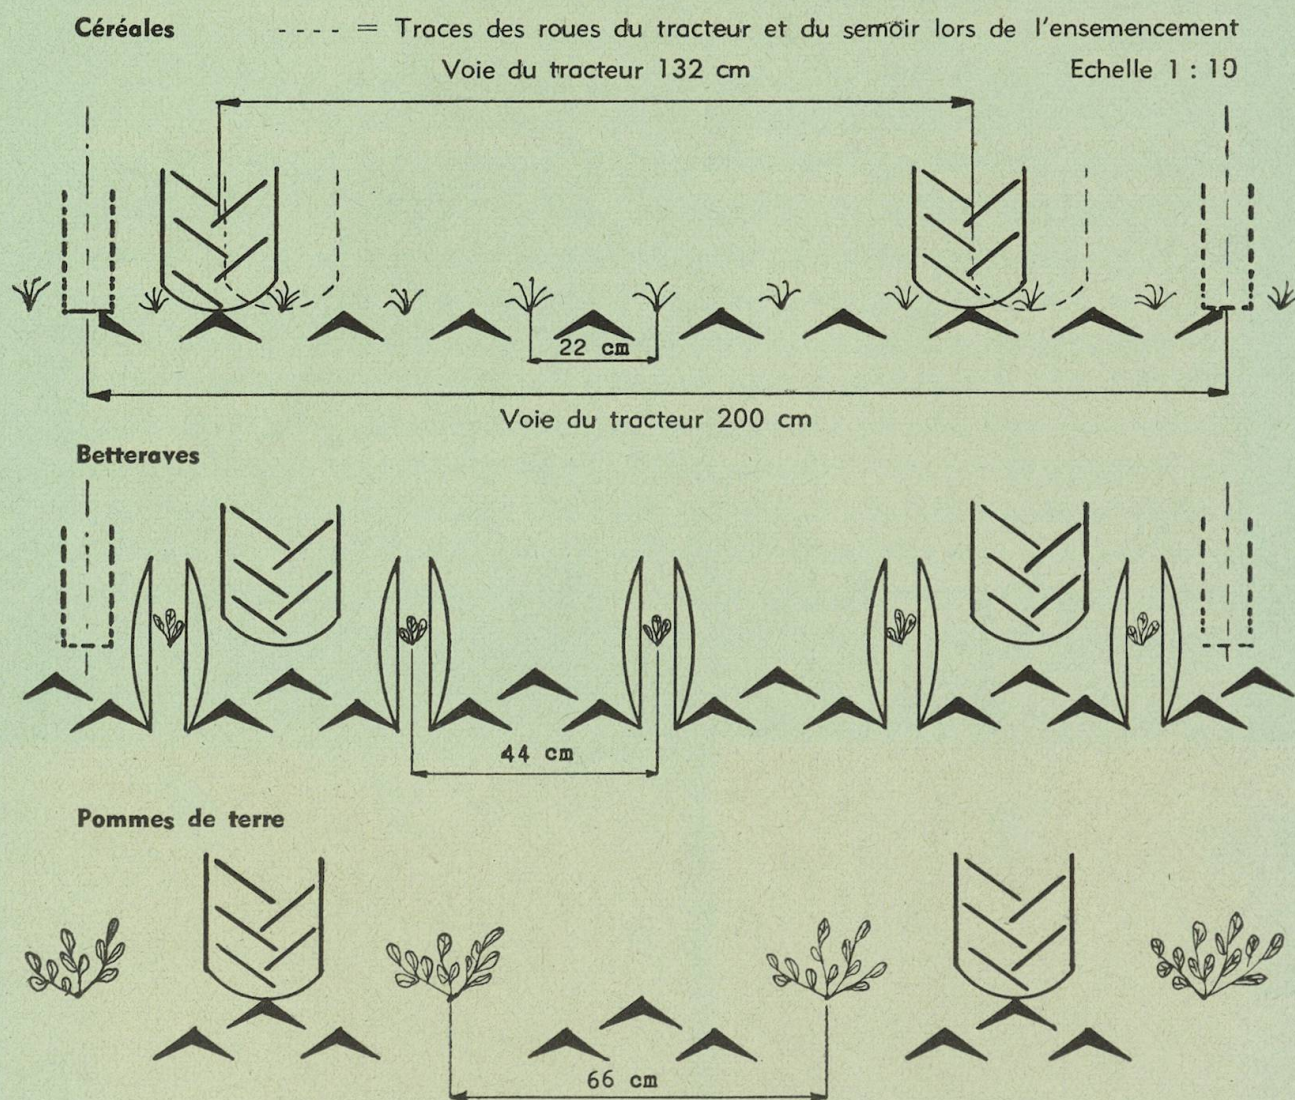 Céréales ---- = Traces des roues du tracteur et du semoir lors de l'ensemencement
Voie du tracteur 132 cm Echelle 1 : 10
22 cm
Voie du tracteur 200 cm
Betteraves
44 cm
Pommes de terre
66 cm